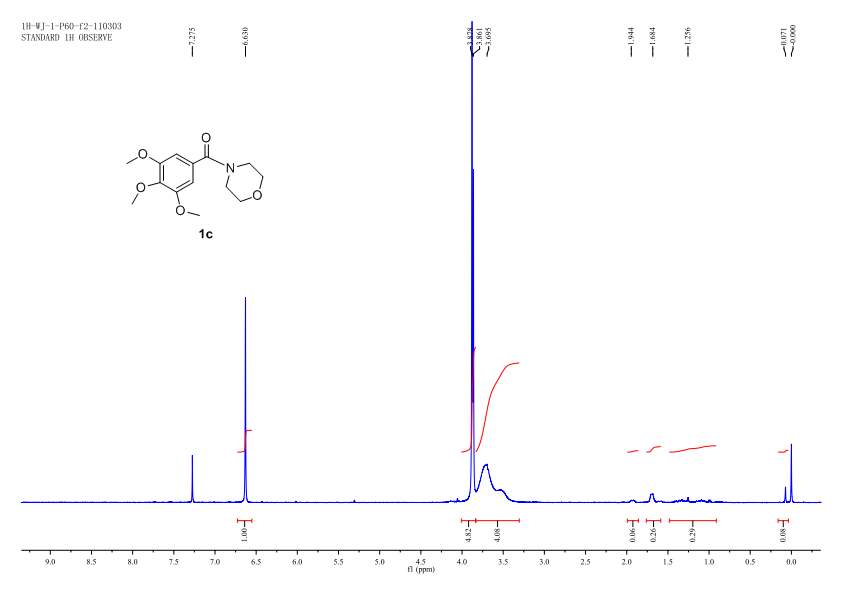 1H-WJ-1-P60-f2-110303
STANDARD 1H OBSERVE
7.275
6.630
3.878
3.861
3.695
1.944
1.684
1.256
0.071
-0.000
O
O
N
O
O
O
1c
1.00
4.82
4.08
0.06
0.26
0.29
0.08
9.0 8.5 8.0 7.5 7.0 6.5 6.0 5.5 5.0 4.5 4.0 3.5 3.0 2.5 2.0 1.5 1.0 0.5 0.0
f1 (ppm)